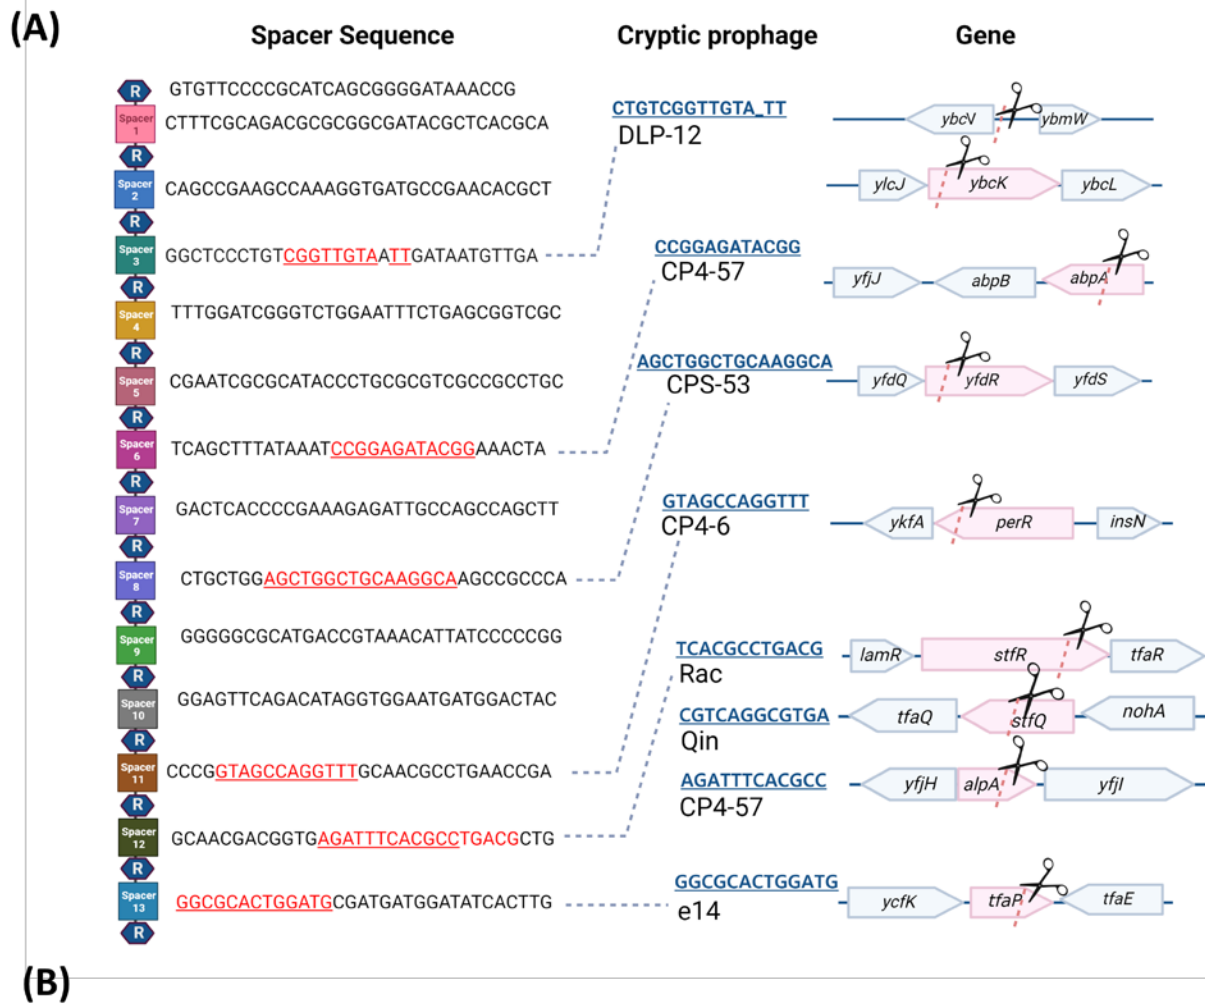 (A)
Spacer Sequence Cryptic prophage Gene
R GTGTTCCCCGCATCAGCGGGGATAAACCG
Spacer 1 CTTTCGCAGACGCGCGGCGATACGCTCACGCA
CTGTCGGTTGTA_TT
DLP-12
ybcV ybmW
R
Spacer 2 CAGCCGAAGCCAAAGGTGATGCCGAACACGCT
ylcJ ybcK ybcL
R
Spacer 3 GGCTCCCTGTCGGTTGTAATTGATAATGTTGA
CCGGAGATACGG
CP4-57
yfjJ abpB abpA
R
Spacer 4 TTTGGATCGGGTCTGGAATTTCTGAGCGGTCGC
R
Spacer 5 CGAATCGCGCATACCCTGCGCGTCGCCGCCTGC
AGCTGGCTGCAAGGCA
CPS-53
yfdQ yfdR yfdS
R
Spacer 6 TCAGCTTTATAAATCCGGAGATACGGAAACTA
R
Spacer 7 GACTCACCCCGAAAGAGATTGCCAGCCAGCTT
GTAGCCAGGTTT
CP4-6
ykfA perR insN
R
Spacer 8 CTGCTGGAGCTGGCTGCAAGGCAAGCCGCCCA
R
Spacer 9 GGGGGCGCATGACCGTAAACATTATCCCCCGG
TCACGCCTGACG
Rac
lamR stfR tfaR
R
Spacer 10 GGAGTTCAGACATAGGTGGAATGATGGACTAC
CGTCAGGCGTGA
Qin
tfaQ stfQ nohA
R
Spacer 11 CCCGGTAGCCAGGTTTGCAACGCCTGAACCGA
AGATTTCACGCC
CP4-57
yfjH alpA yfjI
R
Spacer 12 GCAACGACGGTGAGATTTCACGCCTGACGCTG
R
Spacer 13 GGCGCACTGGATGCGATGATGGATATCACTTG
GGCGCACTGGATG
e14
ycfK tfaP tfaE
R
(B)